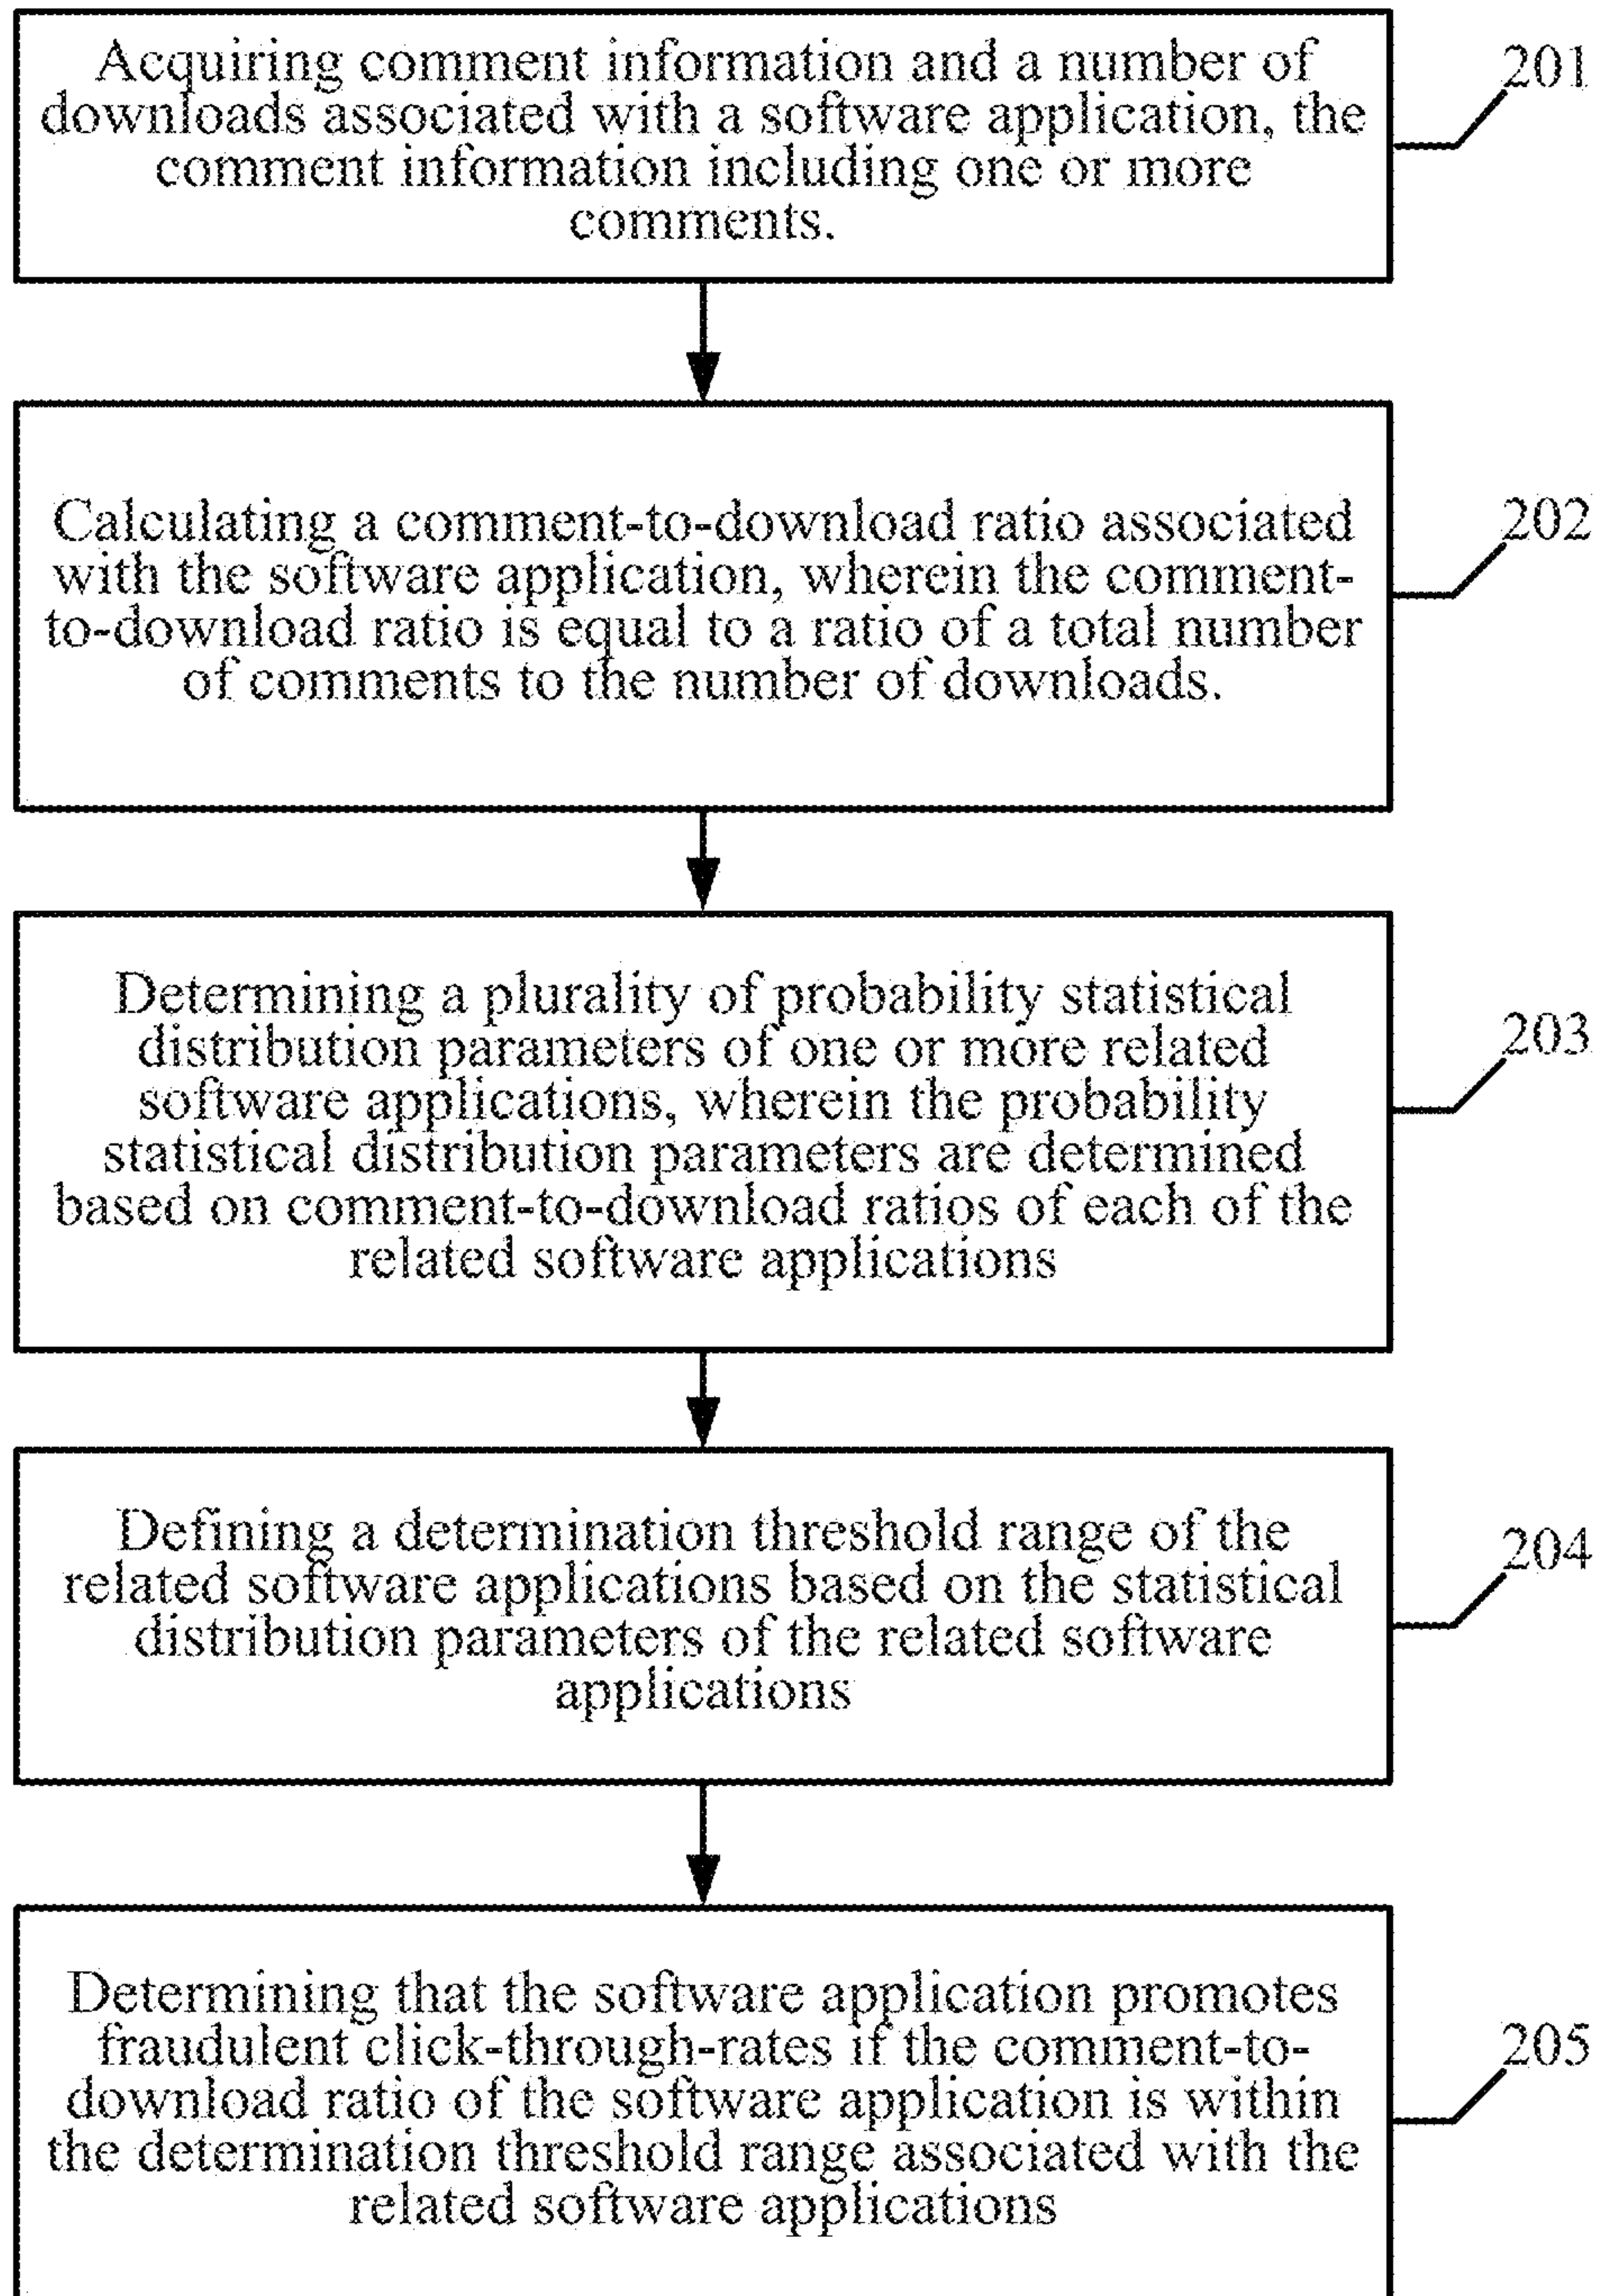 Acquiring comment information and a number of
downloads associated with a software application, the
comment information including one or more
comments.
201
Calculating a comment-to-download ratio associated
with the software application, wherein the comment-
to-download ratio is equal to a ratio of a total number
of comments to the number of downloads.
202
Determining a plurality of probability statistical
distribution parameters of one or more related
software applications, wherein the probability
statistical distribution parameters are determined
based on comment-to-download ratios of each of the
related software applications
203
Defining a determination threshold range of the
related software applications based on the statistical
distribution parameters of the related software
applications
204
Determining that the software application promotes
fraudulent click-through-rates if the comment-to-
download ratio of the software application is within
the determination threshold range associated with the
related software applications
205